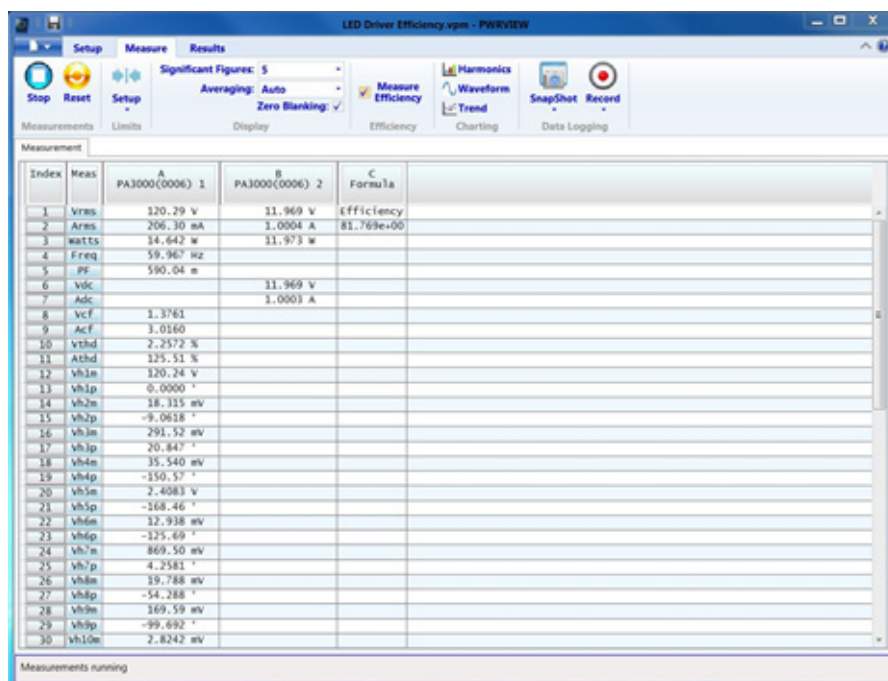 LED Driver Efficiency.vpm - PWRVIEW
Setup Measure Results
Stop Reset Setup Significant Figures: 5 Averaging: Auto Zero Blanking: Measure Efficiency Harmonics Waveform Trend SnapShot Record
Measurements Limits Display Efficiency Charting Data Logging
Measurement
Index Meas A PA3000(0006) 1 B PA3000(0006) 2 C Formula
1 Vrms 120.29 V 11.969 V Efficiency
2 Arms 206.30 mA 1.0004 A 81.769e+00
3 Watts 14.642 W 11.973 W
4 Freq 59.967 Hz
5 PF 590.04 m
6 Vdc 11.969 V
7 Adc 1.0003 A
8 Vcf 1.3761
9 Acf 3.0160
10 Vthd 2.2572 %
11 Athd 125.51 %
12 Vh1m 120.24 V
13 Vh1p 0.0000 °
14 Vh2m 18.315 mV
15 Vh2p -9.0618 °
16 Vh3m 291.52 mV
17 Vh3p 20.847 °
18 Vh4m 35.540 mV
19 Vh4p -150.57 °
20 Vh5m 2.4083 V
21 Vh5p -168.46 °
22 Vh6m 12.938 mV
23 Vh6p -125.69 °
24 Vh7m 869.50 mV
25 Vh7p 4.2581 °
26 Vh8m 19.788 mV
27 Vh8p -54.288 °
28 Vh9m 169.59 mV
29 Vh9p -99.692 °
30 Vh10m 2.8242 mV
Measurements running